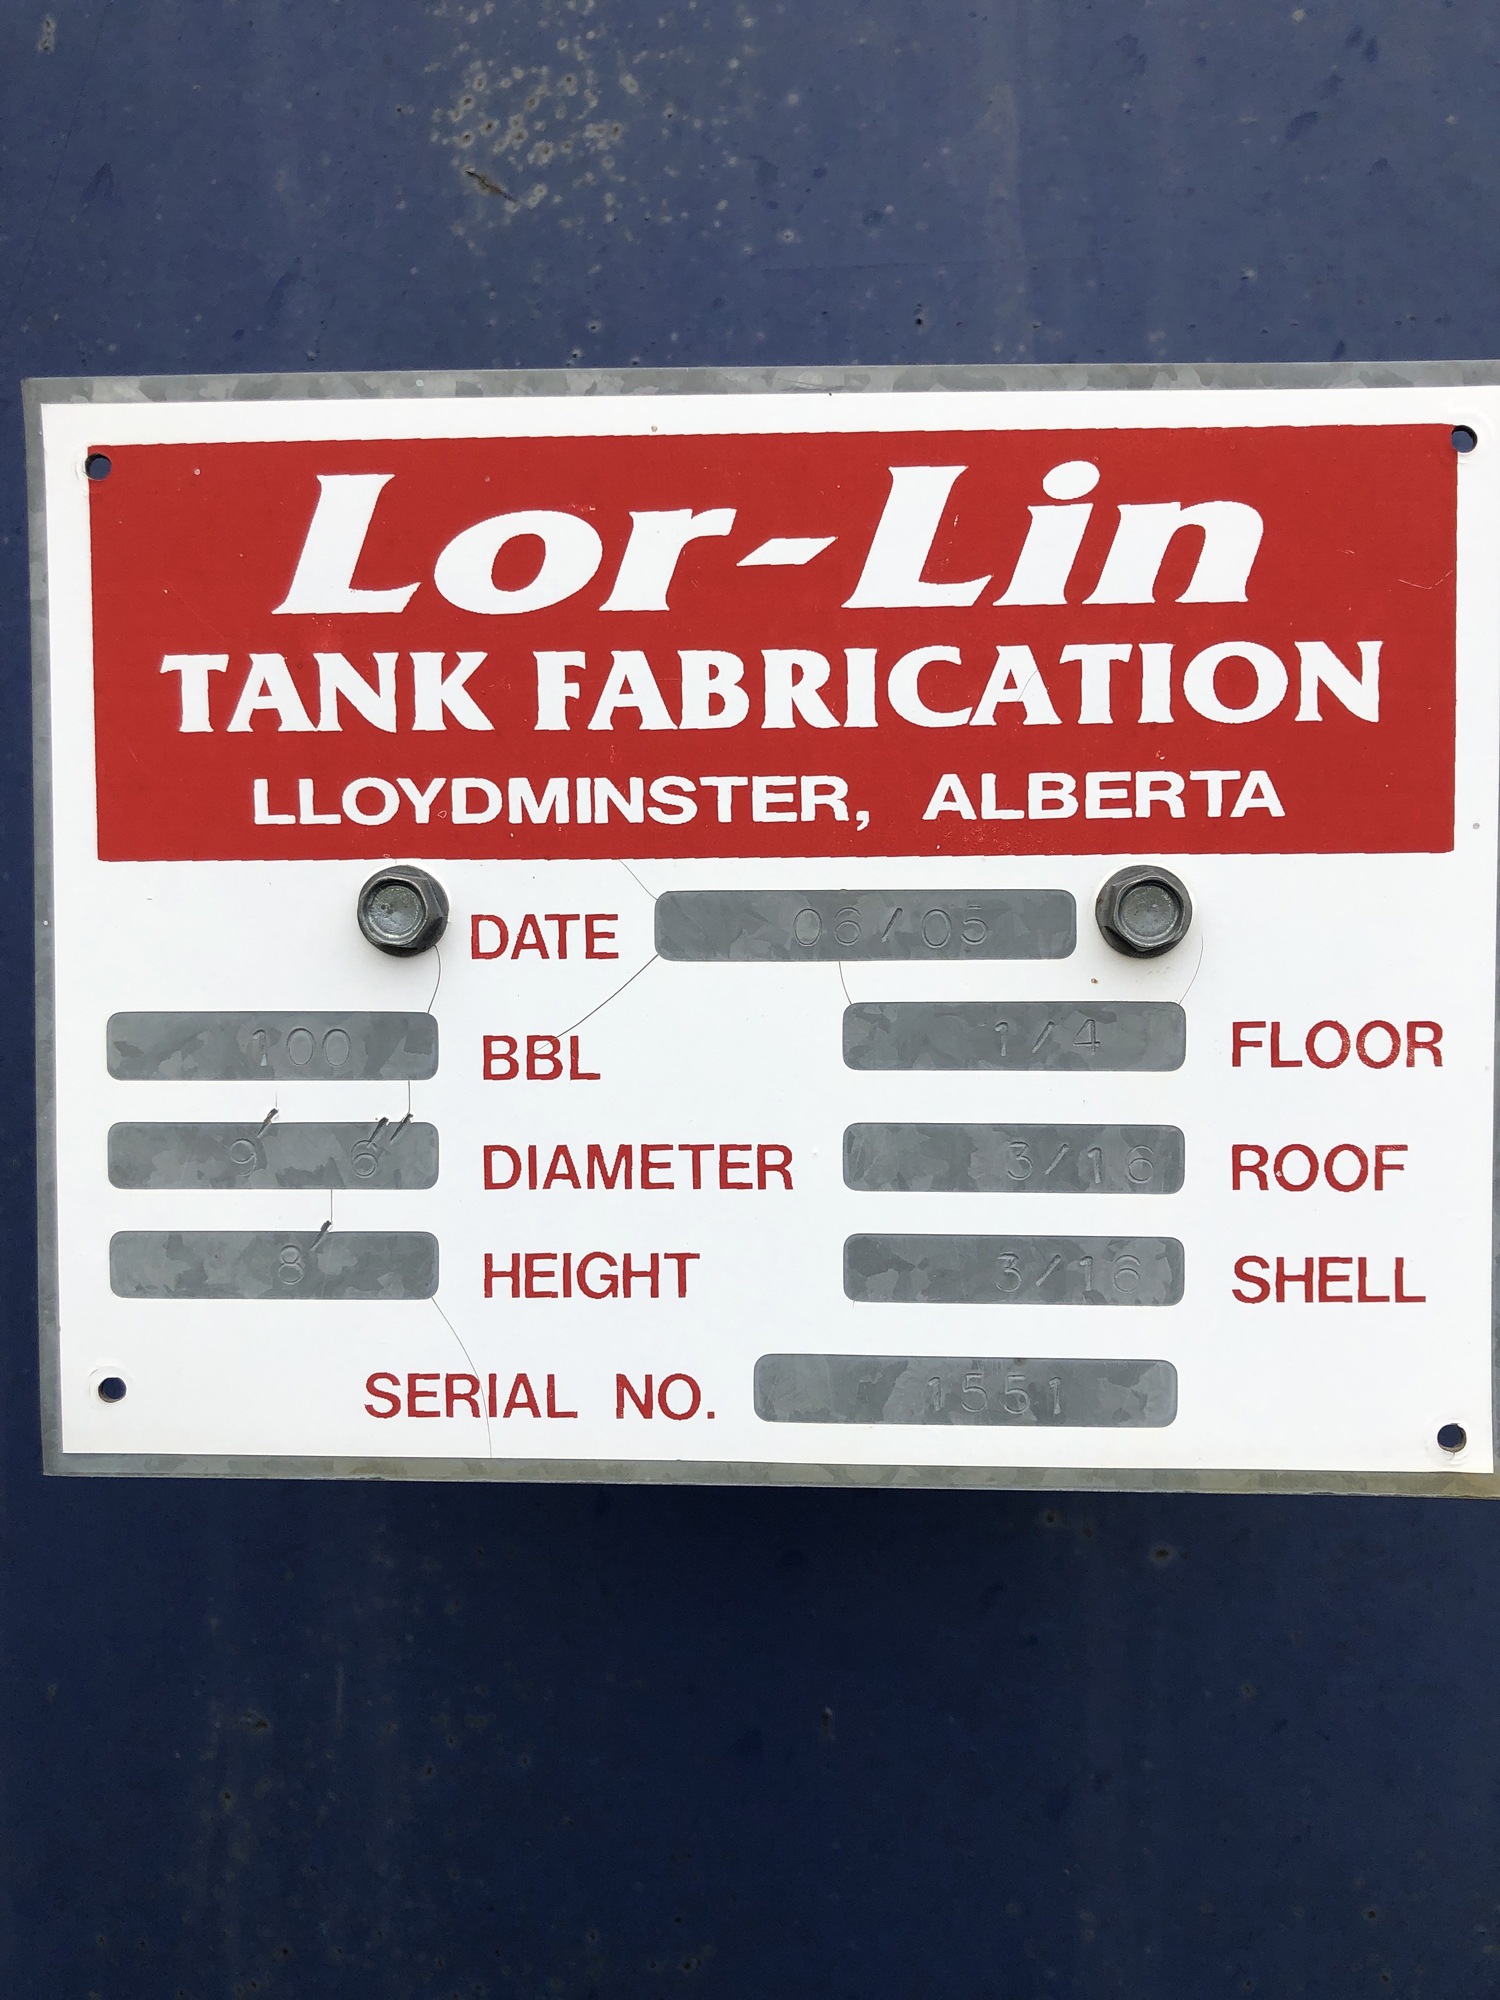 Lor-Lin
TANK FABRICATION
LLOYDMINSTER, ALBERTA
DATE 06/05
100 BBL 1/4 FLOOR
9' 6" DIAMETER 3/16 ROOF
8' HEIGHT 3/16 SHELL
SERIAL NO. 1551